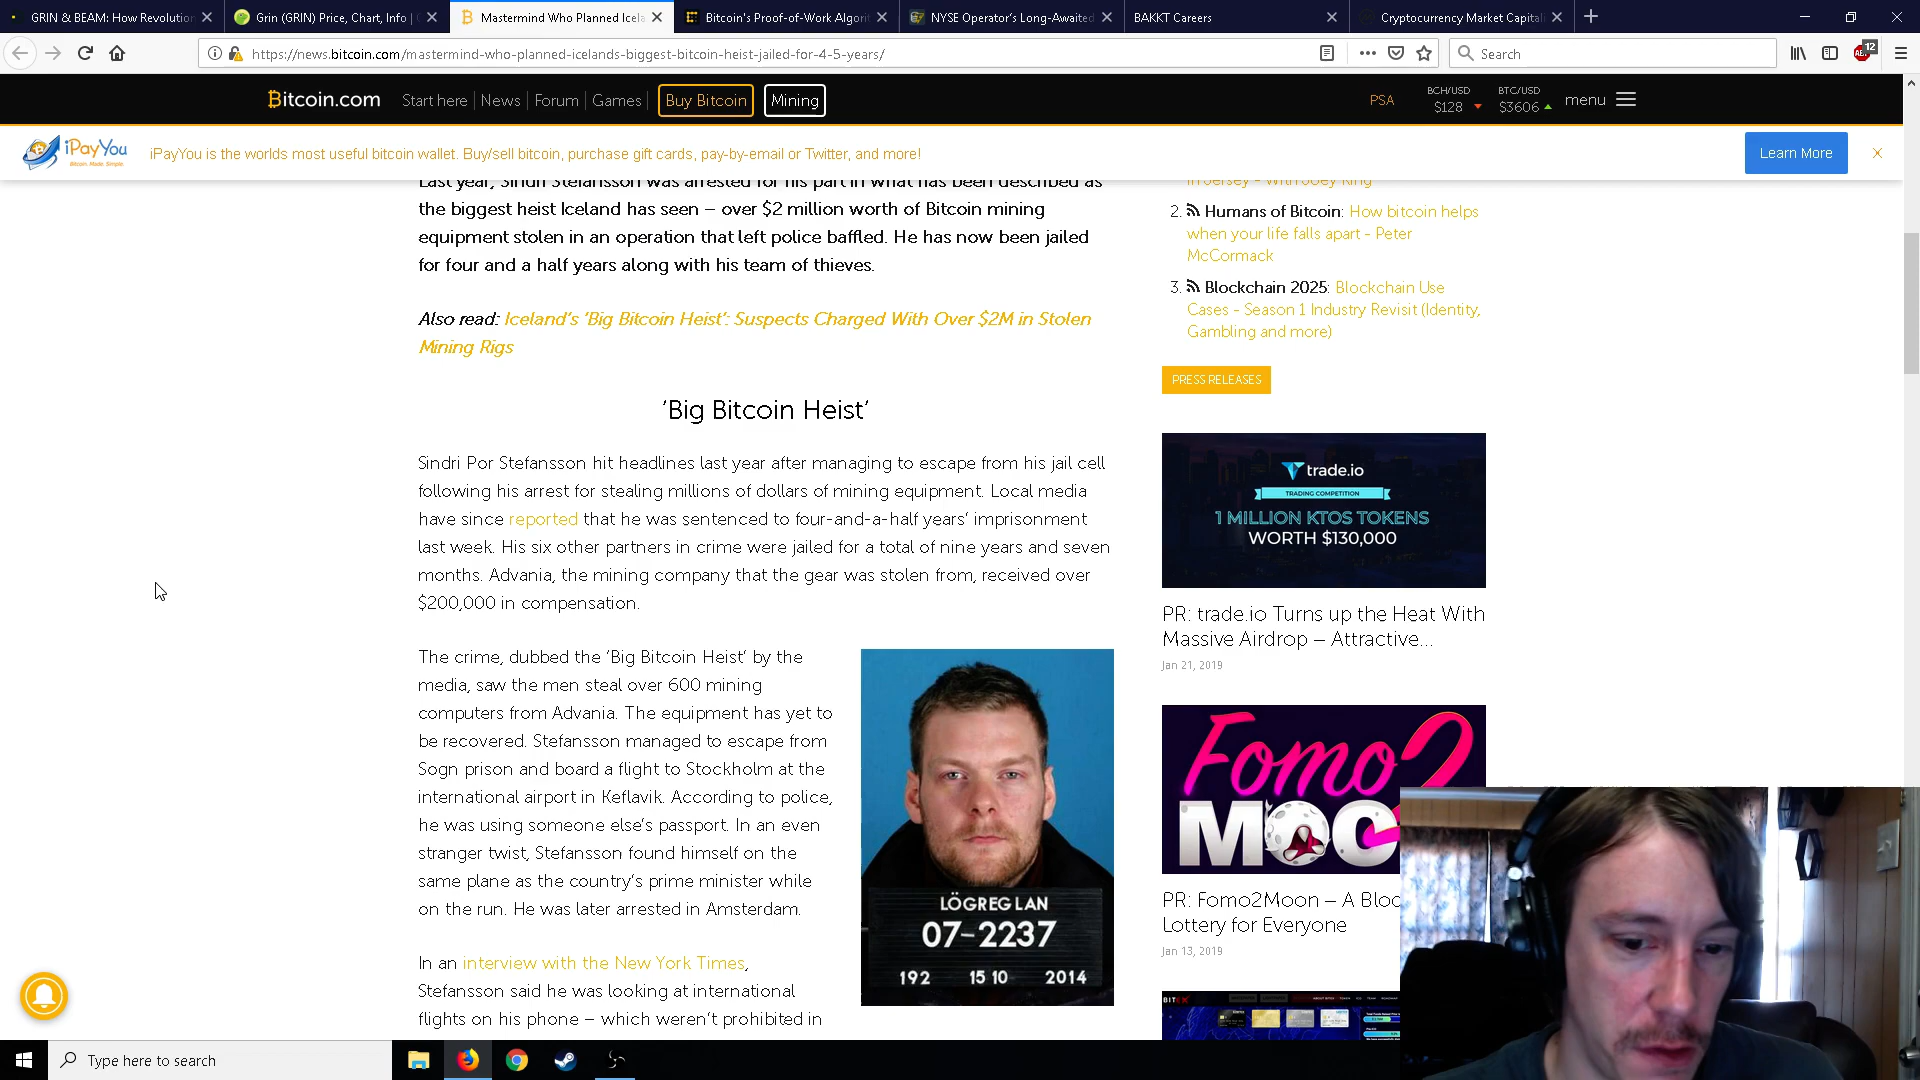 GRIN & BEAM: How Revolution
Grin (GRIN) Price, Chart, Info |
Mastermind Who Planned Icela
Bitcoin's Proof-of-Work Algori
NYSE Operator's Long-Awaited
BAKKT Careers
Cryptocurrency Market Capital
https://news.bitcoin.com/mastermind-who-planned-icelands-biggest-bitcoin-heist-jailed-for-4-5-years/
Search
12
Bitcoin.com
Start here
News
Forum
Games
Buy Bitcoin
Mining
PSA
BCH/USD
$128
BTC/USD
$3606
menu
iPayYou
Bitcoin. Made. Simple.
iPayYou is the worlds most useful bitcoin wallet. Buy/sell bitcoin, purchase gift cards, pay-by-email or Twitter, and more!
Learn More
Last year, Sindri Stefansson was arrested for his part in what has been described as
the biggest heist Iceland has seen – over $2 million worth of Bitcoin mining
equipment stolen in an operation that left police baffled. He has now been jailed
for four and a half years along with his team of thieves.
Also read: Iceland's 'Big Bitcoin Heist': Suspects Charged With Over $2M in Stolen
Mining Rigs
'Big Bitcoin Heist'
Sindri Por Stefansson hit headlines last year after managing to escape from his jail cell
following his arrest for stealing millions of dollars of mining equipment. Local media
have since reported that he was sentenced to four-and-a-half years' imprisonment
last week. His six other partners in crime were jailed for a total of nine years and seven
months. Advania, the mining company that the gear was stolen from, received over
$200,000 in compensation.
The crime, dubbed the 'Big Bitcoin Heist' by the
media, saw the men steal over 600 mining
computers from Advania. The equipment has yet to
be recovered. Stefansson managed to escape from
Sogn prison and board a flight to Stockholm at the
international airport in Keflavik. According to police,
he was using someone else's passport. In an even
stranger twist, Stefansson found himself on the
same plane as the country's prime minister while
on the run. He was later arrested in Amsterdam.
In an interview with the New York Times,
Stefansson said he was looking at international
flights on his phone – which weren't prohibited in
LÖGREG LAN
07-2237
192 15 10 2014
in Jersey - With Joey King
2. Humans of Bitcoin: How bitcoin helps
when your life falls apart - Peter
McCormack
3. Blockchain 2025: Blockchain Use
Cases - Season 1 Industry Revisit (Identity,
Gambling and more)
PRESS RELEASES
trade.io
TRADING COMPETITION
1 MILLION KTOS TOKENS
WORTH $130,000
PR: trade.io Turns up the Heat With
Massive Airdrop – Attractive...
Jan 21, 2019
Fomo2
MOO
PR: Fomo2Moon – A Bloc
Lottery for Everyone
Jan 13, 2019
Type here to search